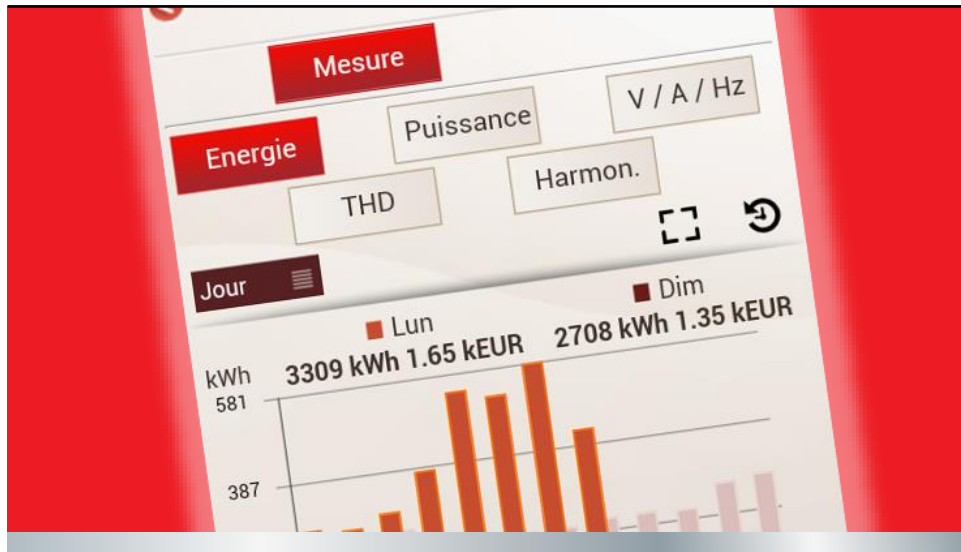 Mesure
Energie
Puissance
V / A / Hz
THD
Harmon.
Jour
Lun
Dim
3309 kWh 1.65 kEUR
2708 kWh 1.35 kEUR
kWh
581
387